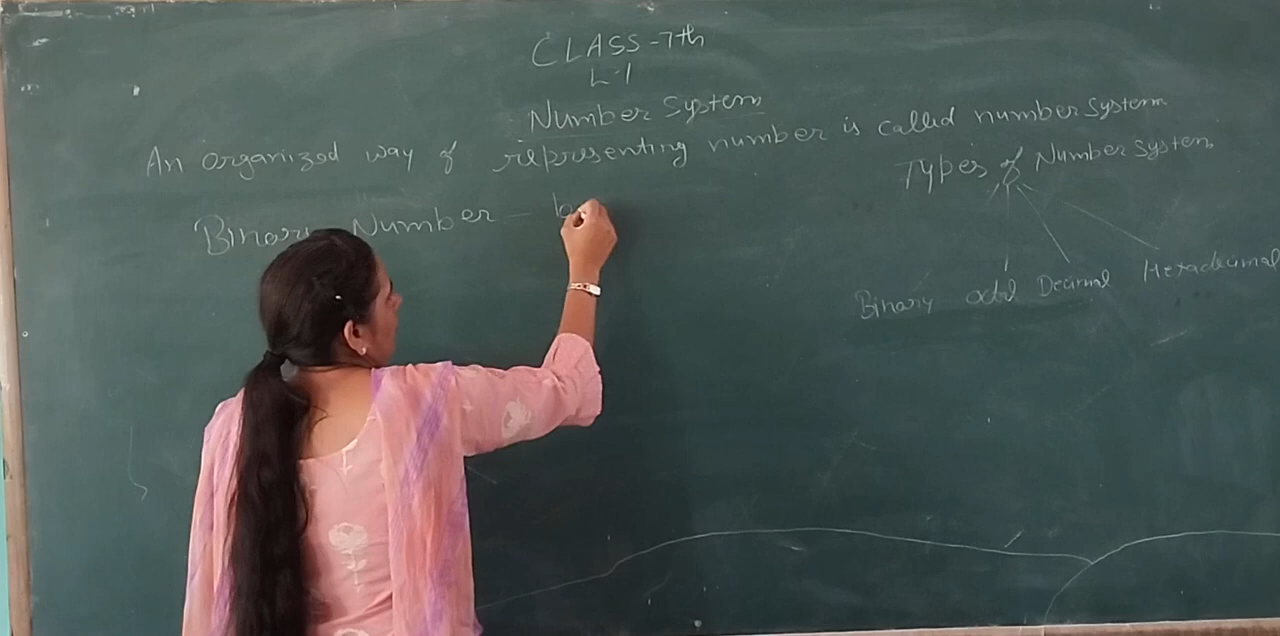 CLASS-7th
L-1
Number System
An organized way of representing number is called number system
Types of Number System
Binary Number -
Binary octal Decimal Hexadecimal